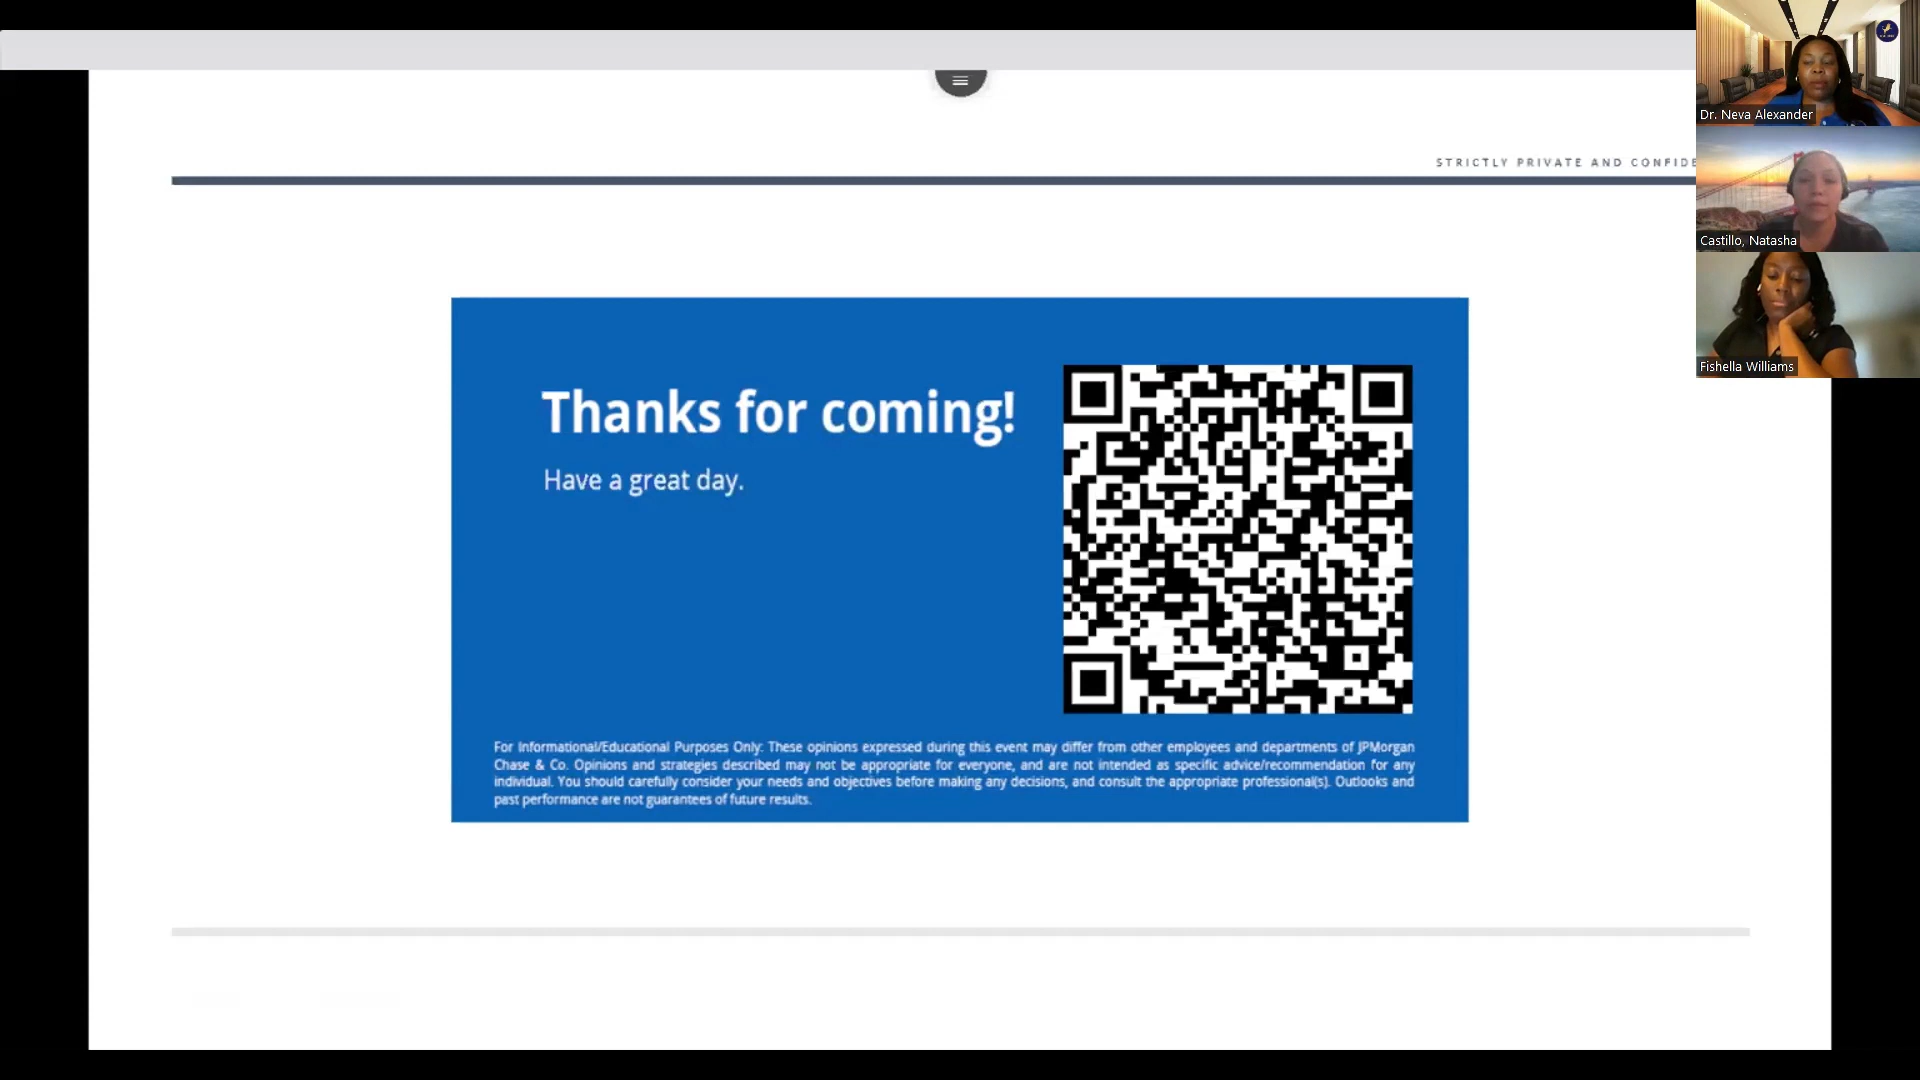 STRICTLY PRIVATE AND CONFIDE
Thanks for coming!
Have a great day.
For Informational/Educational Purposes Only: These opinions expressed during this event may differ from other employees and departments of JPMorgan
Chase & Co. Opinions and strategies described may not be appropriate for everyone, and are not intended as specific advice/recommendation for any
individual. You should carefully consider your needs and objectives before making any decisions, and consult the appropriate professional(s). Outlooks and
past performance are not guarantees of future results.
Dr. Neva Alexander
Castillo, Natasha
Fishella Williams